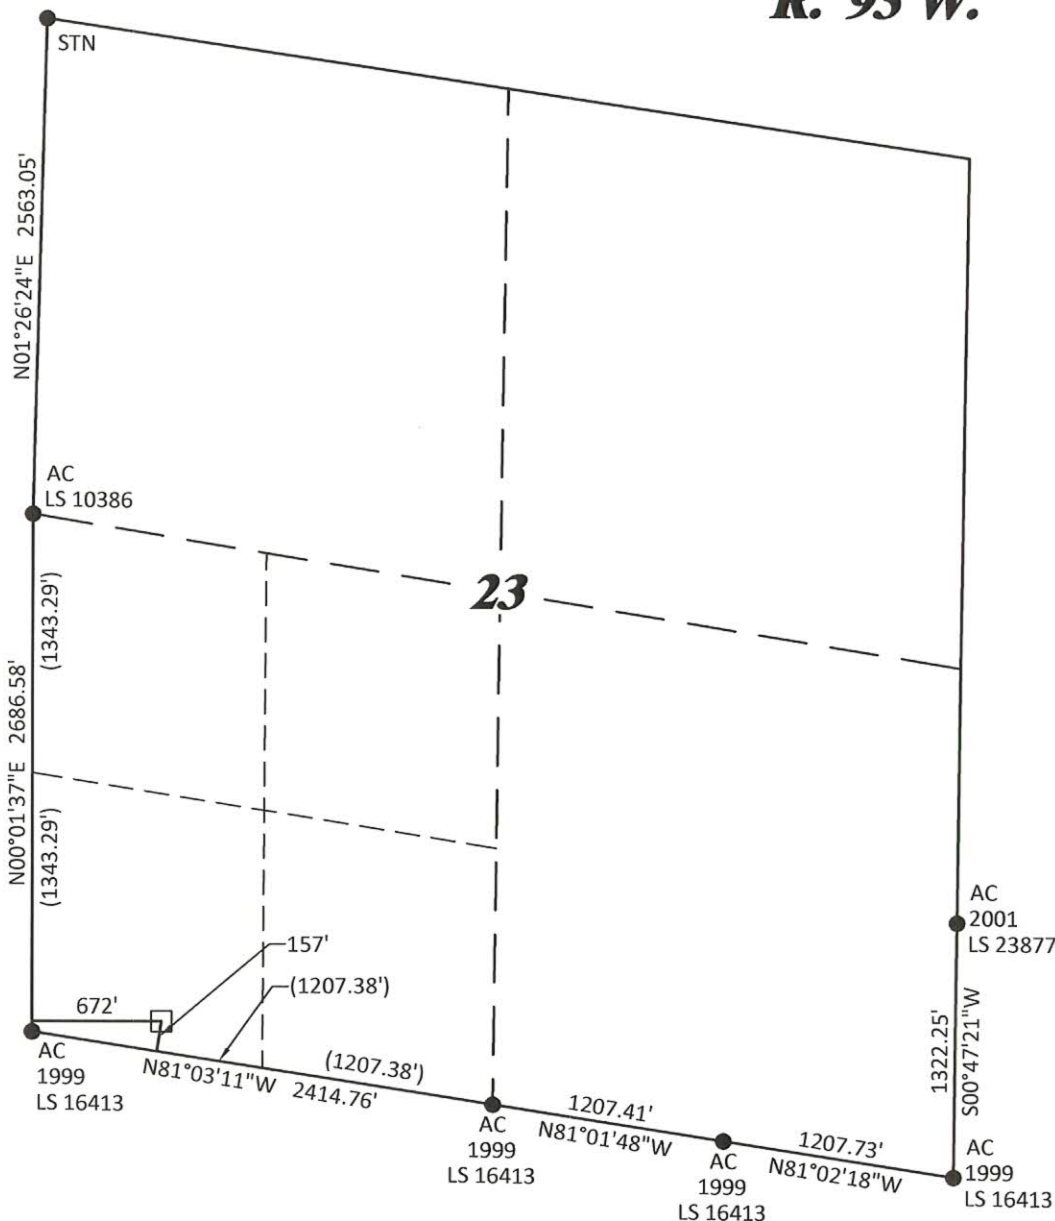 R. 95 W.
STN
N01°26'24"E 2563.05'
AC
LS 10386
(1343.29')
23
N00°01'37"E 2686.58'
(1343.29')
AC
2001
LS 23877
157'
(1207.38')
672'
1322.25'
S00°47'21"W
AC
1999
LS 16413
N81°03'11"W
2414.76'
(1207.38')
AC
1999
LS 16413
1207.41'
N81°01'48"W
AC
1999
LS 16413
1207.73'
N81°02'18"W
AC
1999
LS 16413